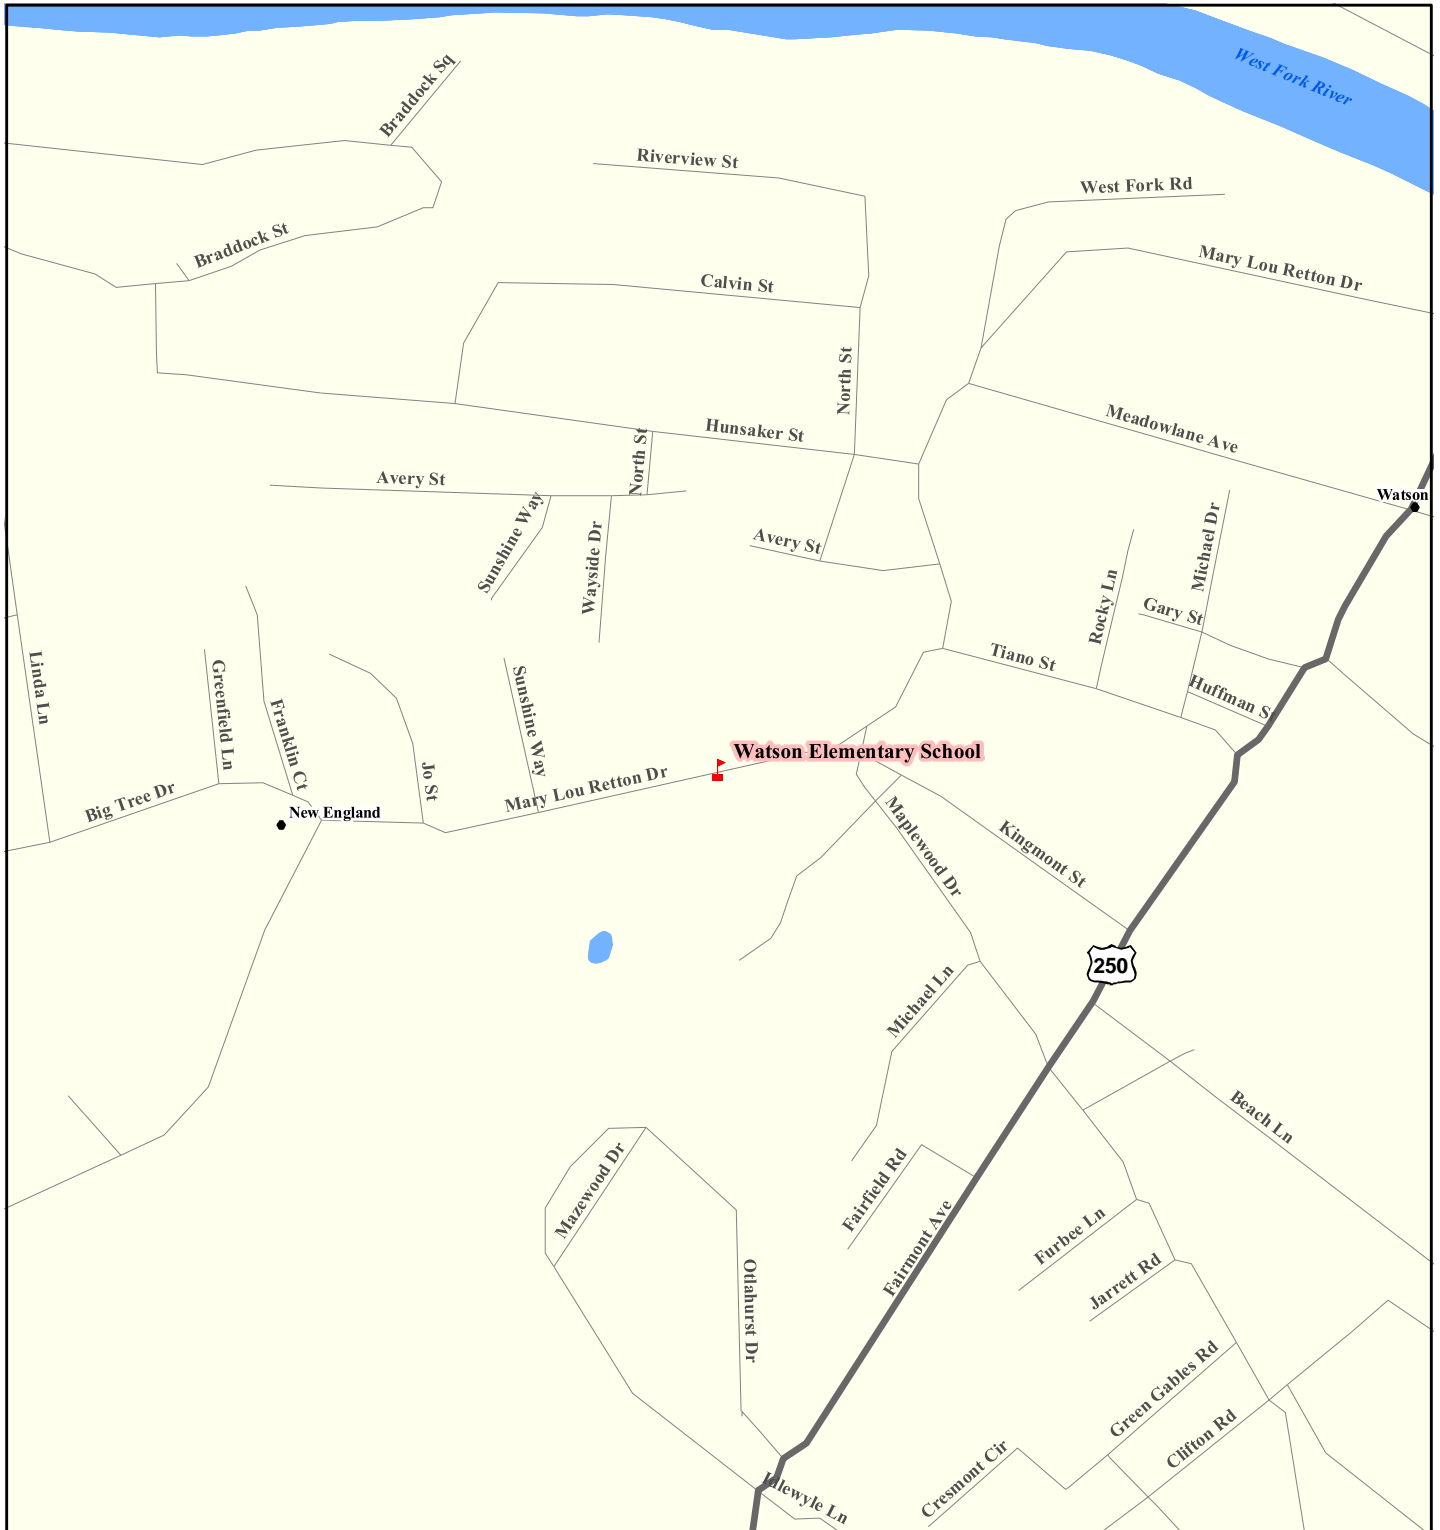 West Fork River
Braddock Sq
Riverview St
West Fork Rd
Braddock St
Mary Lou Retton Dr
Calvin St
North St
Meadowlane Ave
Hunsaker St
North St
Avery St
Watson
Sunshine Way
Wayside Dr
Avery St
Michael Dr
Rocky Ln
Gary St
Tiano St
Linda Ln
Greenfield Ln
Franklin Ct
Sunshine Way
Huffman S
Watson Elementary School
Jo St
Mary Lou Retton Dr
Big Tree Dr
New England
Maplewood Dr
Kingmont St
250
Michael Ln
Beach Ln
Mazewood Dr
Fairfield Rd
Fairmont Ave
Furbee Ln
Otlahurst Dr
Jarrett Rd
Green Gables Rd
Clifton Rd
Cresmont Cir
Idlewyle Ln